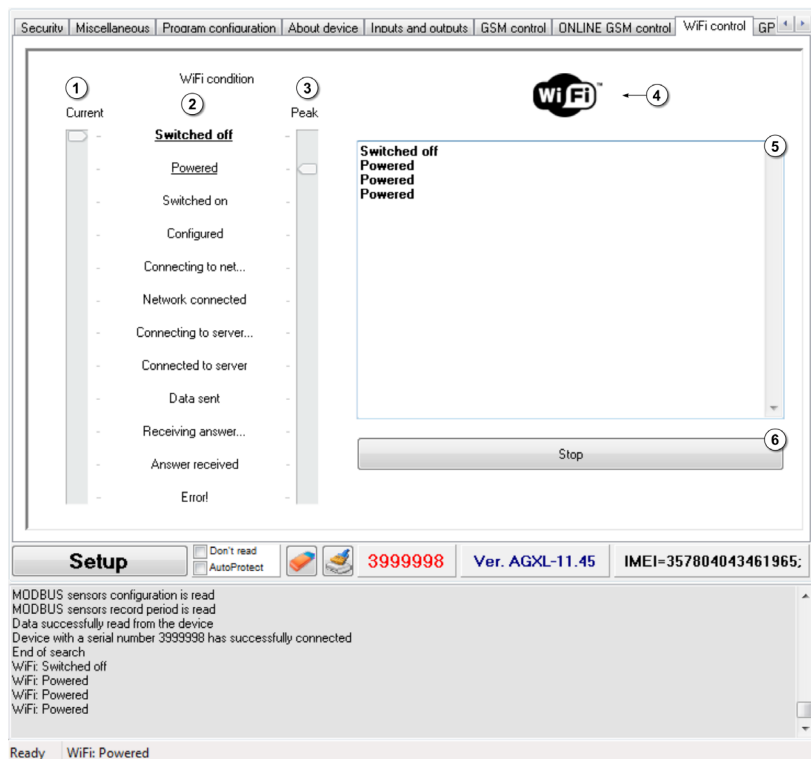 Security Miscellaneous Program configuration About device Inputs and outputs GSM control ONLINE GSM control WiFi control GP
WiFi condition
1 2 3
Current Peak
WiFi™
4
Switched off
Powered
Switched on
Configured
Connecting to net...
Network connected
Connecting to server...
Connected to server
Data sent
Receiving answer...
Answer received
Error!
5
Switched off
Powered
Powered
Powered
6
Stop
Setup
Don't read
AutoProtect
3999998 Ver. AGXL-11.45 IMEI=357804043461965;
MODBUS sensors configuration is read
MODBUS sensors record period is read
Data successfully read from the device
Device with a serial number 3999998 has successfully connected
End of search
WiFi: Switched off
WiFi: Powered
WiFi: Powered
WiFi: Powered
Ready WiFi: Powered